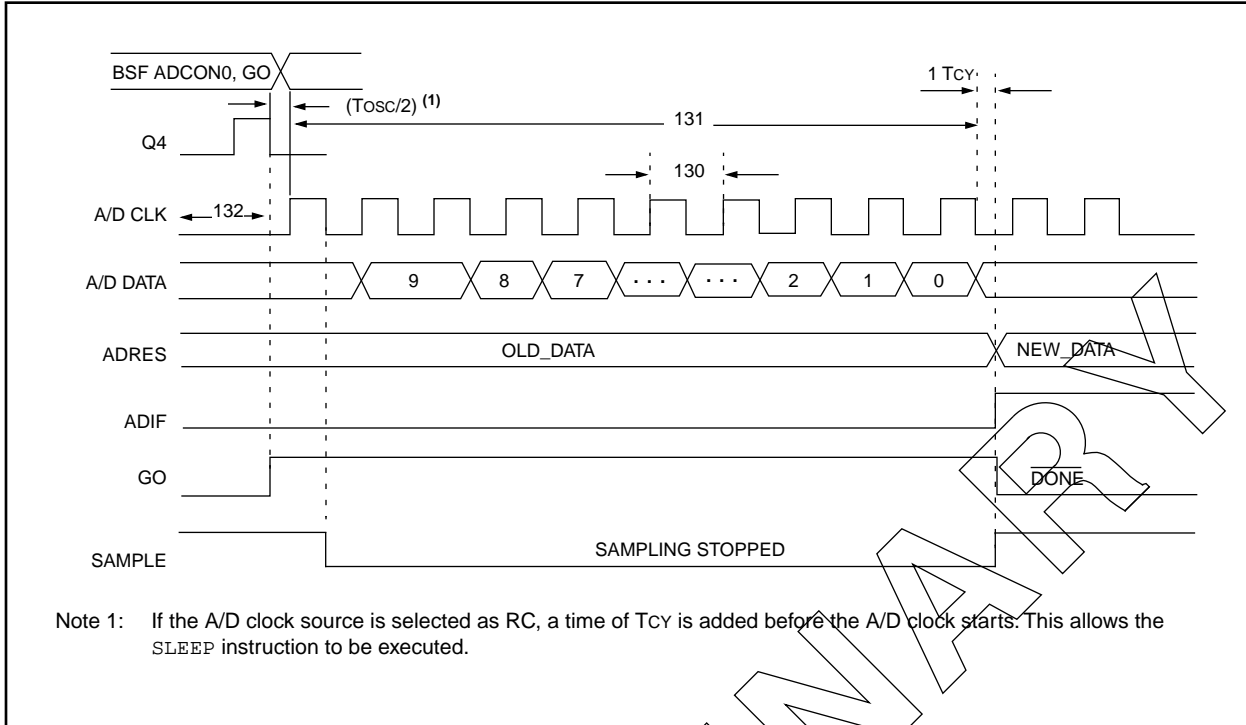 BSF ADCON0, GO
1 TCY
(TOSC/2) (1)
131
Q4
130
A/D CLK
132
A/D DATA
9 8 7 . . . . . . 2 1 0
ADRES
OLD_DATA
NEW_DATA
ADIF
GO
DONE
SAMPLE
SAMPLING STOPPED
Note 1: If the A/D clock source is selected as RC, a time of TCY is added before the A/D clock starts. This allows the
SLEEP instruction to be executed.
NARY